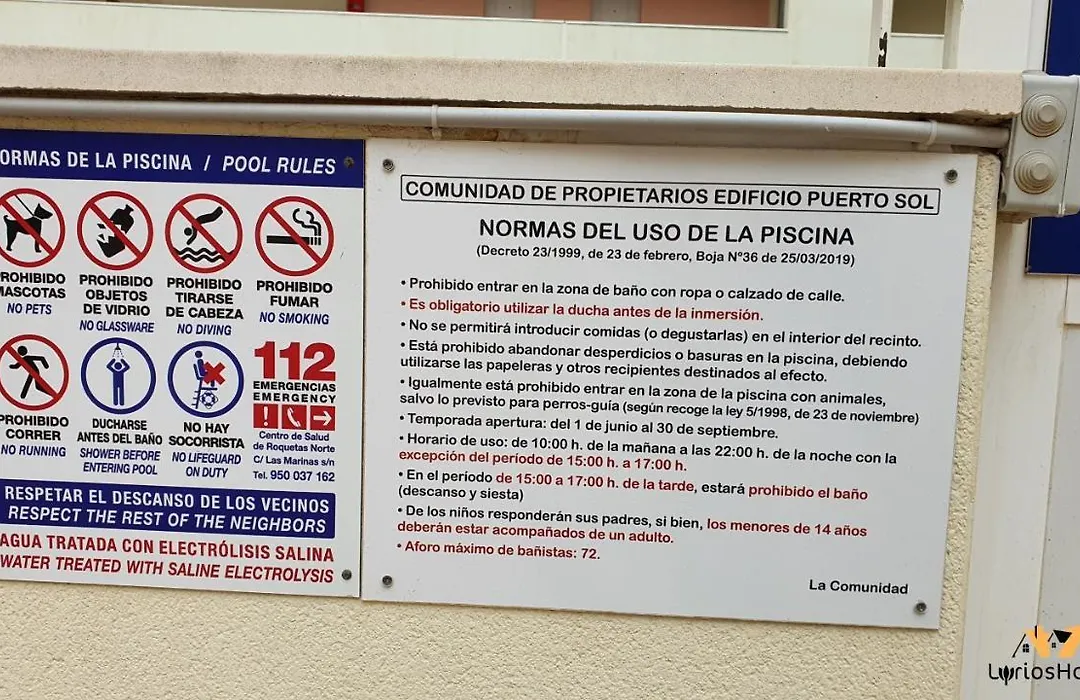 ORMAS DE LA PISCINA / POOL RULES
PROHIBIDO
MASCOTAS
NO PETS
PROHIBIDO
OBJETOS
DE VIDRIO
NO GLASSWARE
PROHIBIDO
TIRARSE
DE CABEZA
NO DIVING
PROHIBIDO
FUMAR
NO SMOKING
PROHIBIDO
CORRER
NO RUNNING
DUCHARSE
ANTES DEL BAÑO
SHOWER BEFORE
ENTERING POOL
NO HAY
SOCORRISTA
NO LIFEGUARD
ON DUTY
112
EMERGENCIAS
EMERGENCY
Centro de Salud
de Roquetas Norte
C/ Las Marinas s/n
Tel. 950 037 162
RESPETAR EL DESCANSO DE LOS VECINOS
RESPECT THE REST OF THE NEIGHBORS
AGUA TRATADA CON ELECTRÓLISIS SALINA
WATER TREATED WITH SALINE ELECTROLYSIS
COMUNIDAD DE PROPIETARIOS EDIFICIO PUERTO SOL
NORMAS DEL USO DE LA PISCINA
(Decreto 23/1999, de 23 de febrero, Boja Nº36 de 25/03/2019)
• Prohibido entrar en la zona de baño con ropa o calzado de calle.
• Es obligatorio utilizar la ducha antes de la inmersión.
• No se permitirá introducir comidas (o degustarlas) en el interior del recinto.
• Está prohibido abandonar desperdicios o basuras en la piscina, debiendo
utilizarse las papeleras y otros recipientes destinados al efecto.
• Igualmente está prohibido entrar en la zona de la piscina con animales,
salvo lo previsto para perros-guía (según recoge la ley 5/1998, de 23 de noviembre)
• Temporada apertura: del 1 de junio al 30 de septiembre.
• Horario de uso: de 10:00 h. de la mañana a las 22:00 h. de la noche con la
excepción del período de 15:00 h. a 17:00 h.
• En el período de 15:00 a 17:00 h. de la tarde, estará prohibido el baño
(descanso y siesta)
• De los niños responderán sus padres, si bien, los menores de 14 años
deberán estar acompañados de un adulto.
• Aforo máximo de bañistas: 72.
La Comunidad
LyriosHo